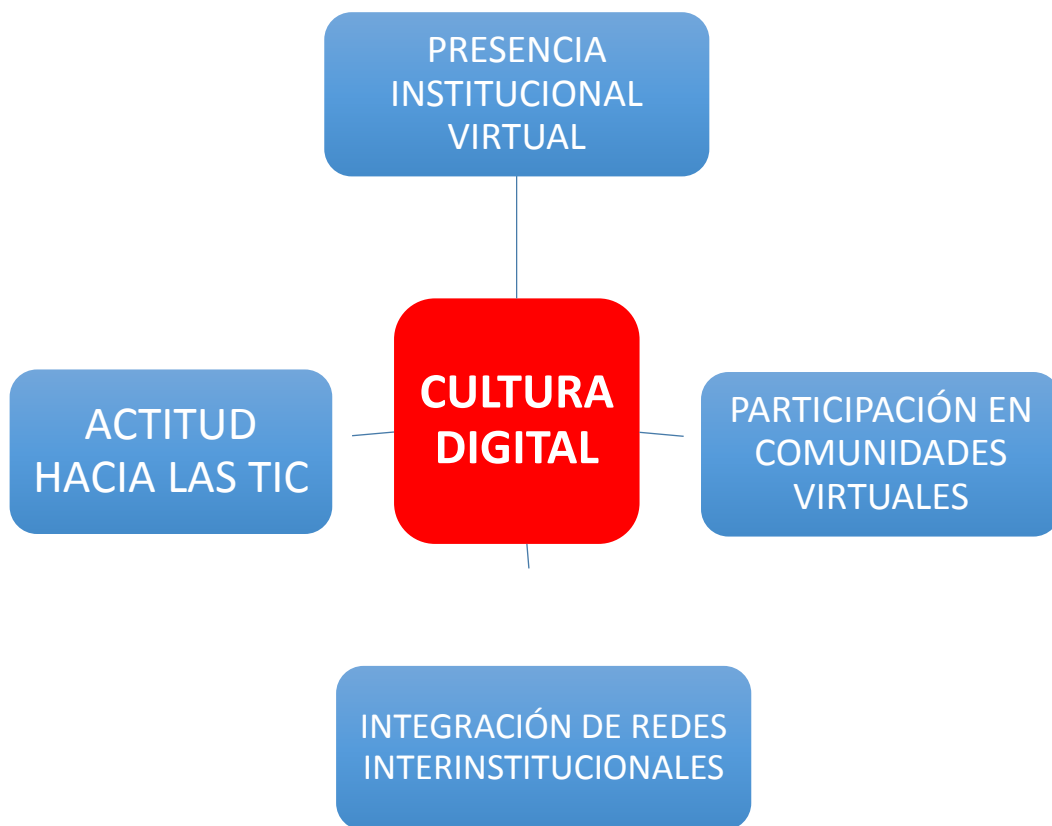 PRESENCIA
INSTITUCIONAL
VIRTUAL
CULTURA
DIGITAL
ACTITUD
HACIA LAS TIC
PARTICIPACIÓN EN
COMUNIDADES
VIRTUALES
INTEGRACIÓN DE REDES
INTERINSTITUCIONALES